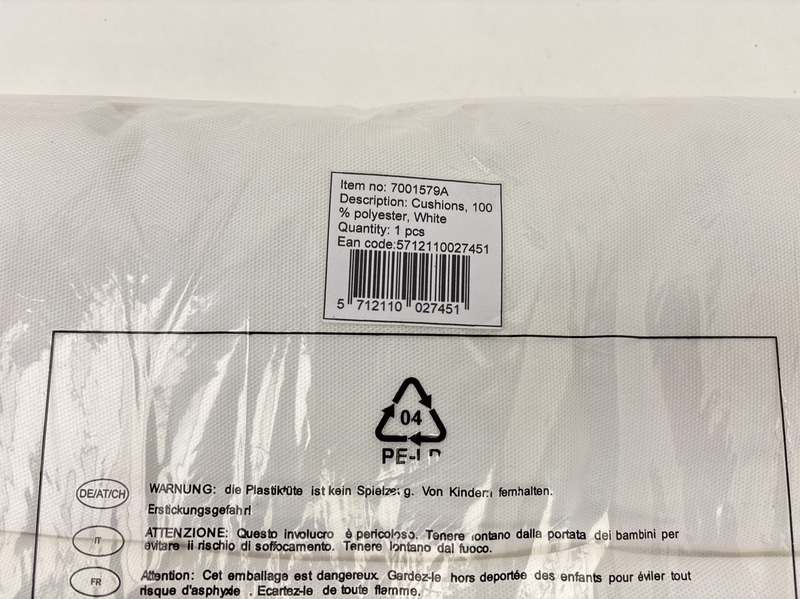 Item no: 7001579A
Description: Cushions, 100
% polyester, White
Quantity: 1 pcs
Ean code:5712110027451
5 712110 027451
04
DE/AT/CH
WARNUNG: die Plastiktüte ist kein Spielzeug. Von Kindern fernhalten.
Erstickungsgefahr!
IT
ATTENZIONE: Questo involucro è pericoloso. Tenere lontano dalla portata dei bambini per
evitare il rischio di soffocamento. Tenere lontano dal fuoco.
FR
Attention: Cet emballage est dangereux. Gardez-le hors deportée des enfants pour éviler tout
risque d'asphyxie . Ecartez-le de toute flamme.